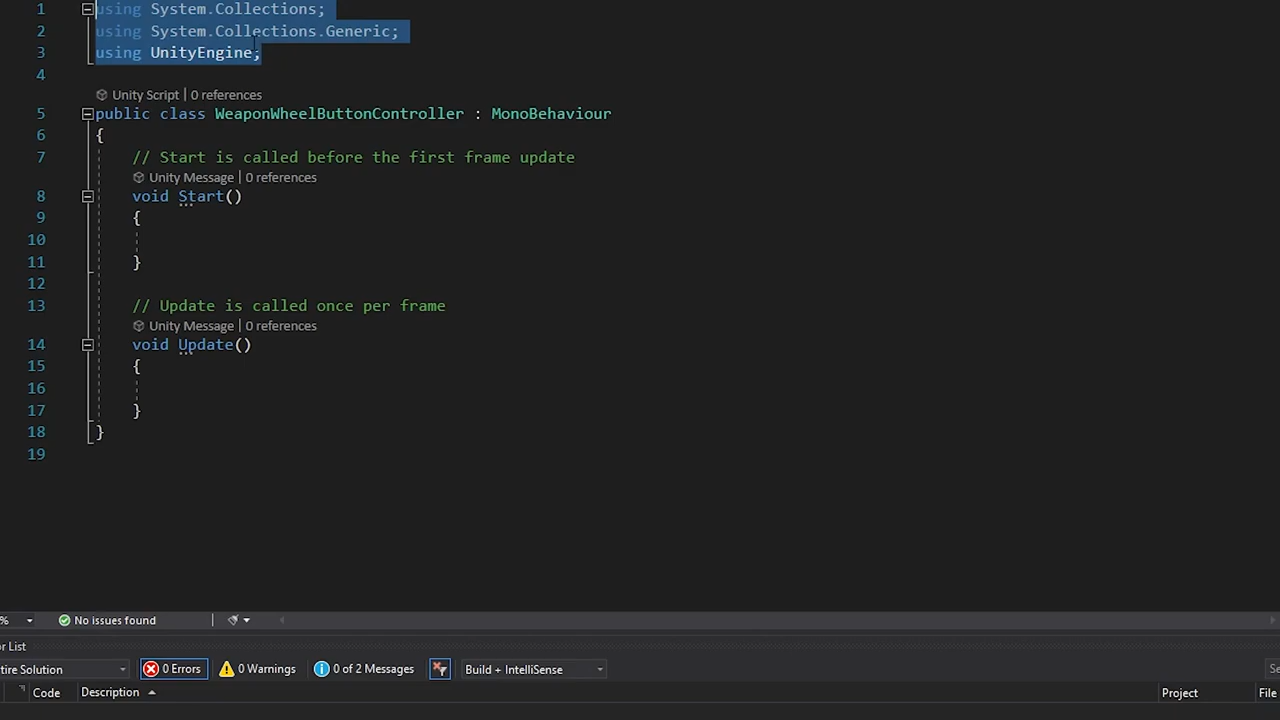 1 using System.Collections;
2 using System.Collections.Generic;
3 using UnityEngine;
4
Unity Script | 0 references
5 public class WeaponWheelButtonController : MonoBehaviour
6 {
7 // Start is called before the first frame update
Unity Message | 0 references
8 void Start()
9 {
10
11 }
12
13 // Update is called once per frame
Unity Message | 0 references
14 void Update()
15 {
16
17 }
18 }
19
% No issues found
or List
tire Solution 0 Errors 0 Warnings 0 of 2 Messages Build + IntelliSense Se
Code Description Project File